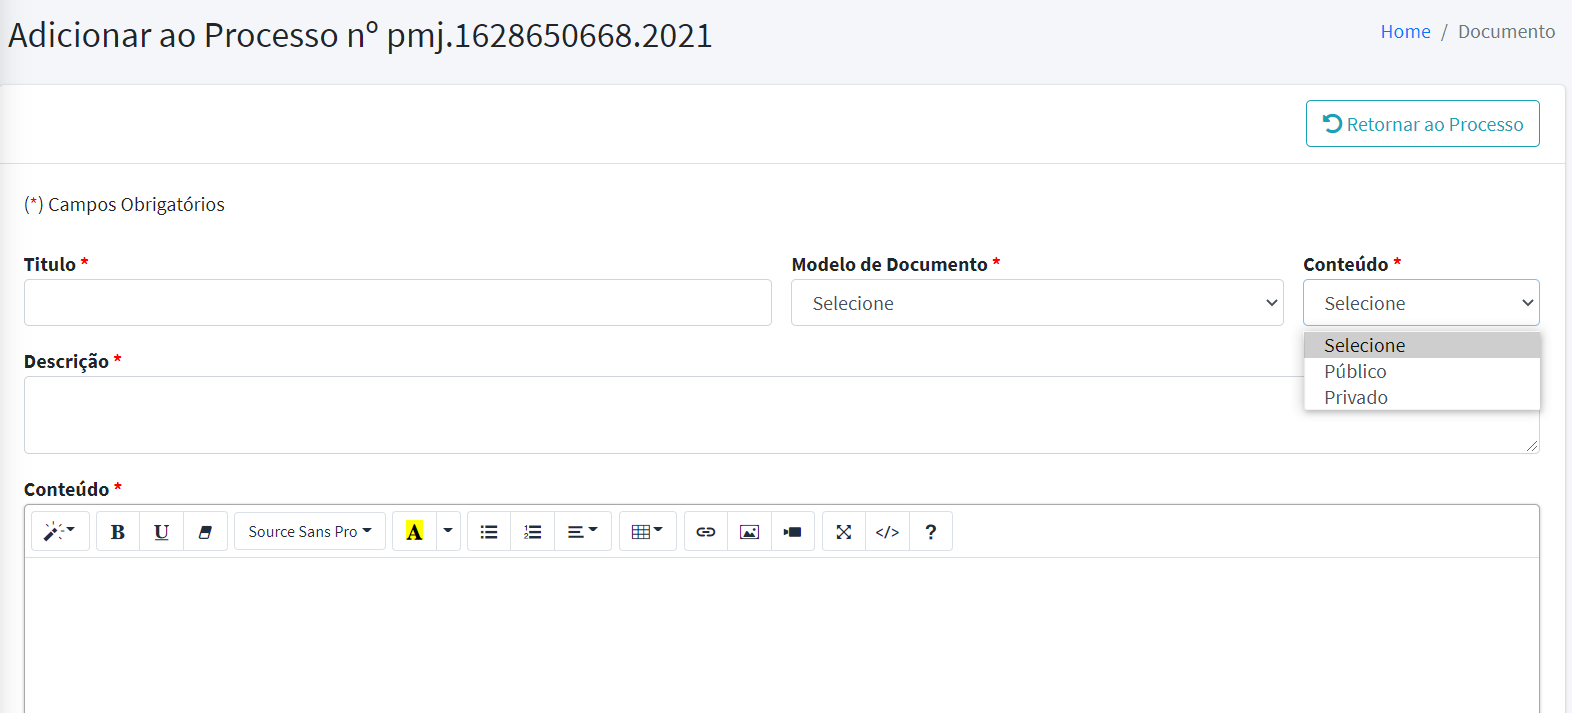 Adicionar ao Processo nº pmj.1628650668.2021
Home / Documento
Retornar ao Processo
(*) Campos Obrigatórios
Titulo *
Modelo de Documento *
Conteúdo *
Selecione
Selecione
Selecione
Público
Privado
Descrição *
Conteúdo *
B U Source Sans Pro A </> ?